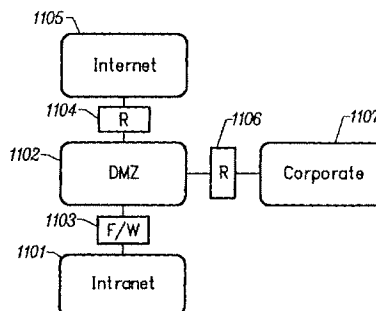 1105
Internet
1104
R
1106
1107
1102
DMZ
R
Corporate
1103
F/W
1101
Intranet